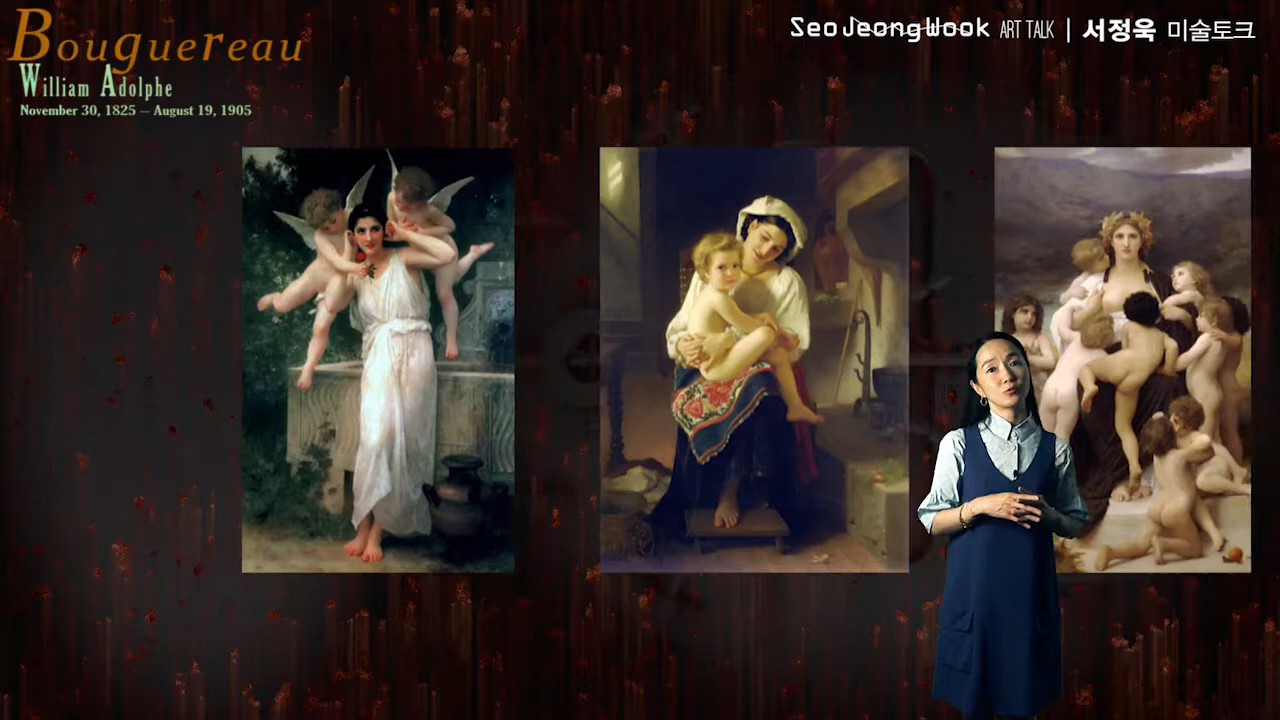 Bouguereau
William Adolphe
November 30, 1825 – August 19, 1905
SeoJeongWook ART TALK | 서정욱 미술토크